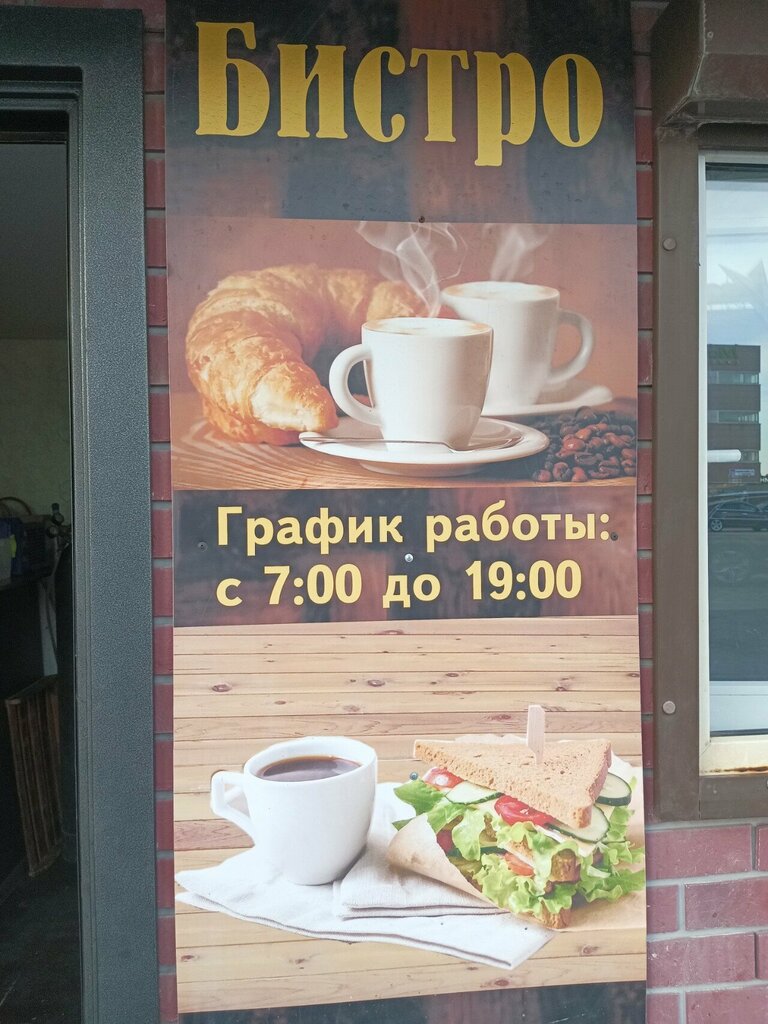 Бистро
График работы:
с 7:00 до 19:00